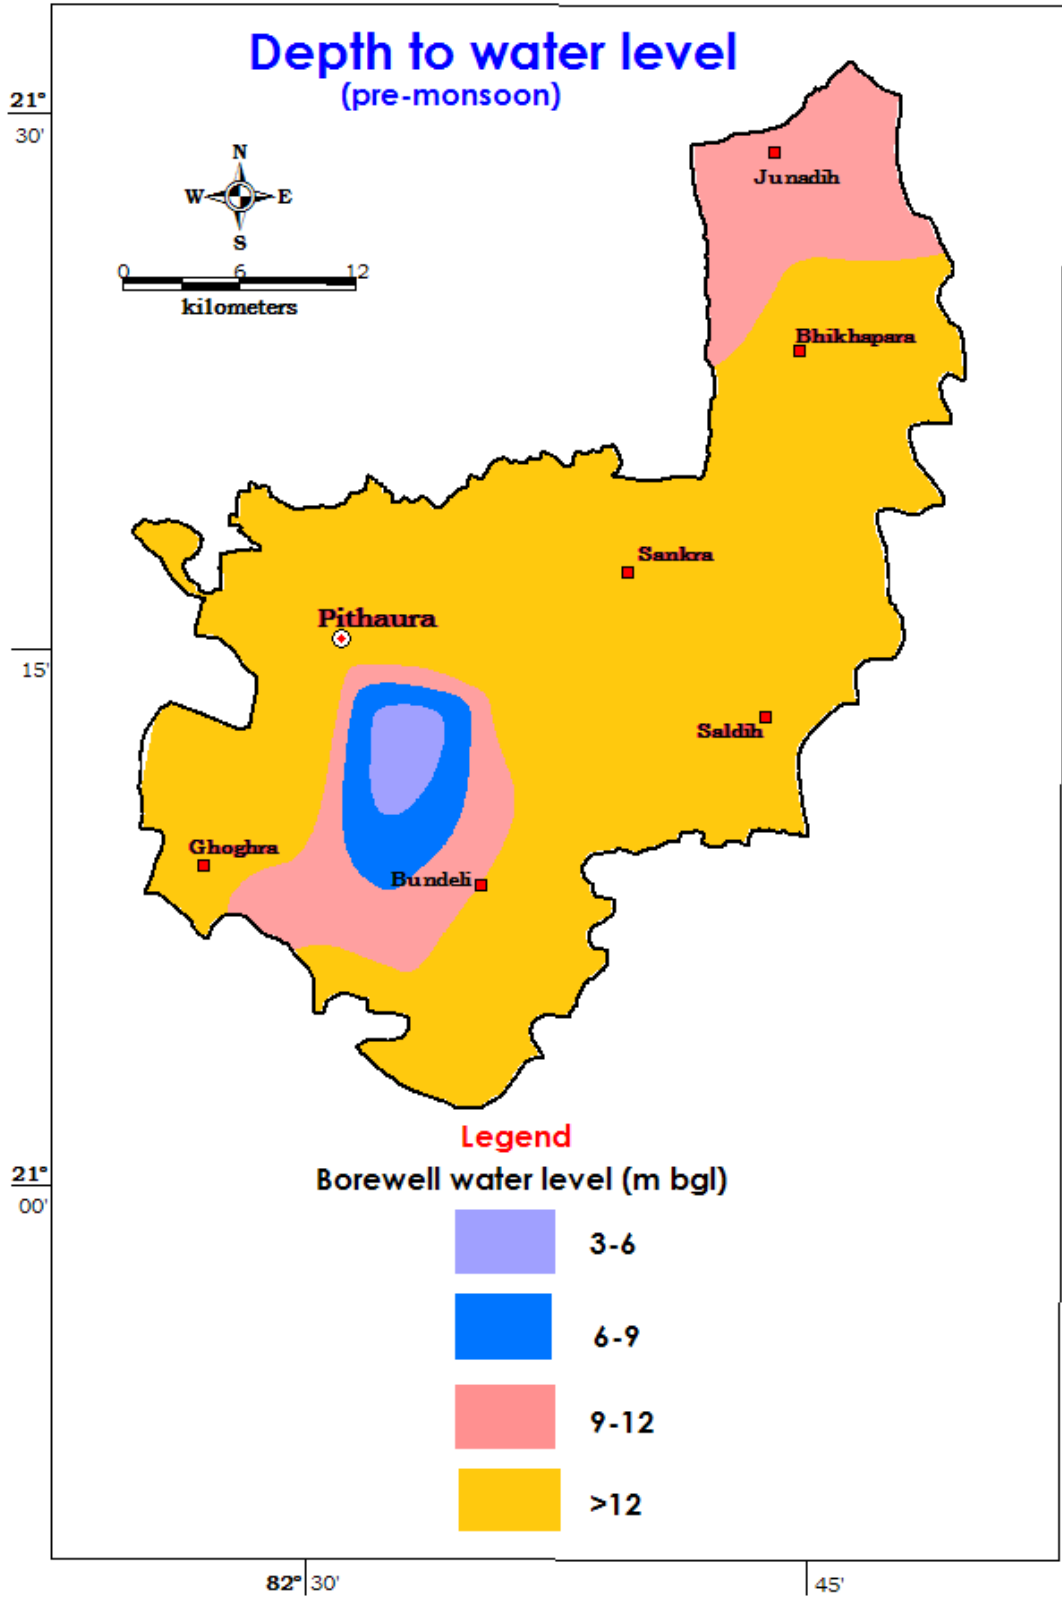 Depth to water level
(pre-monsoon)
21°
30'
N
W E
S
0 6 12
kilometers
Junadih
Bhikhapara
Sankra
Pithaura
15'
Saldih
Ghoghra
Bundeli
Legend
21°
00'
Borewell water level (m bgl)
3-6
6-9
9-12
>12
82° 30' 45'